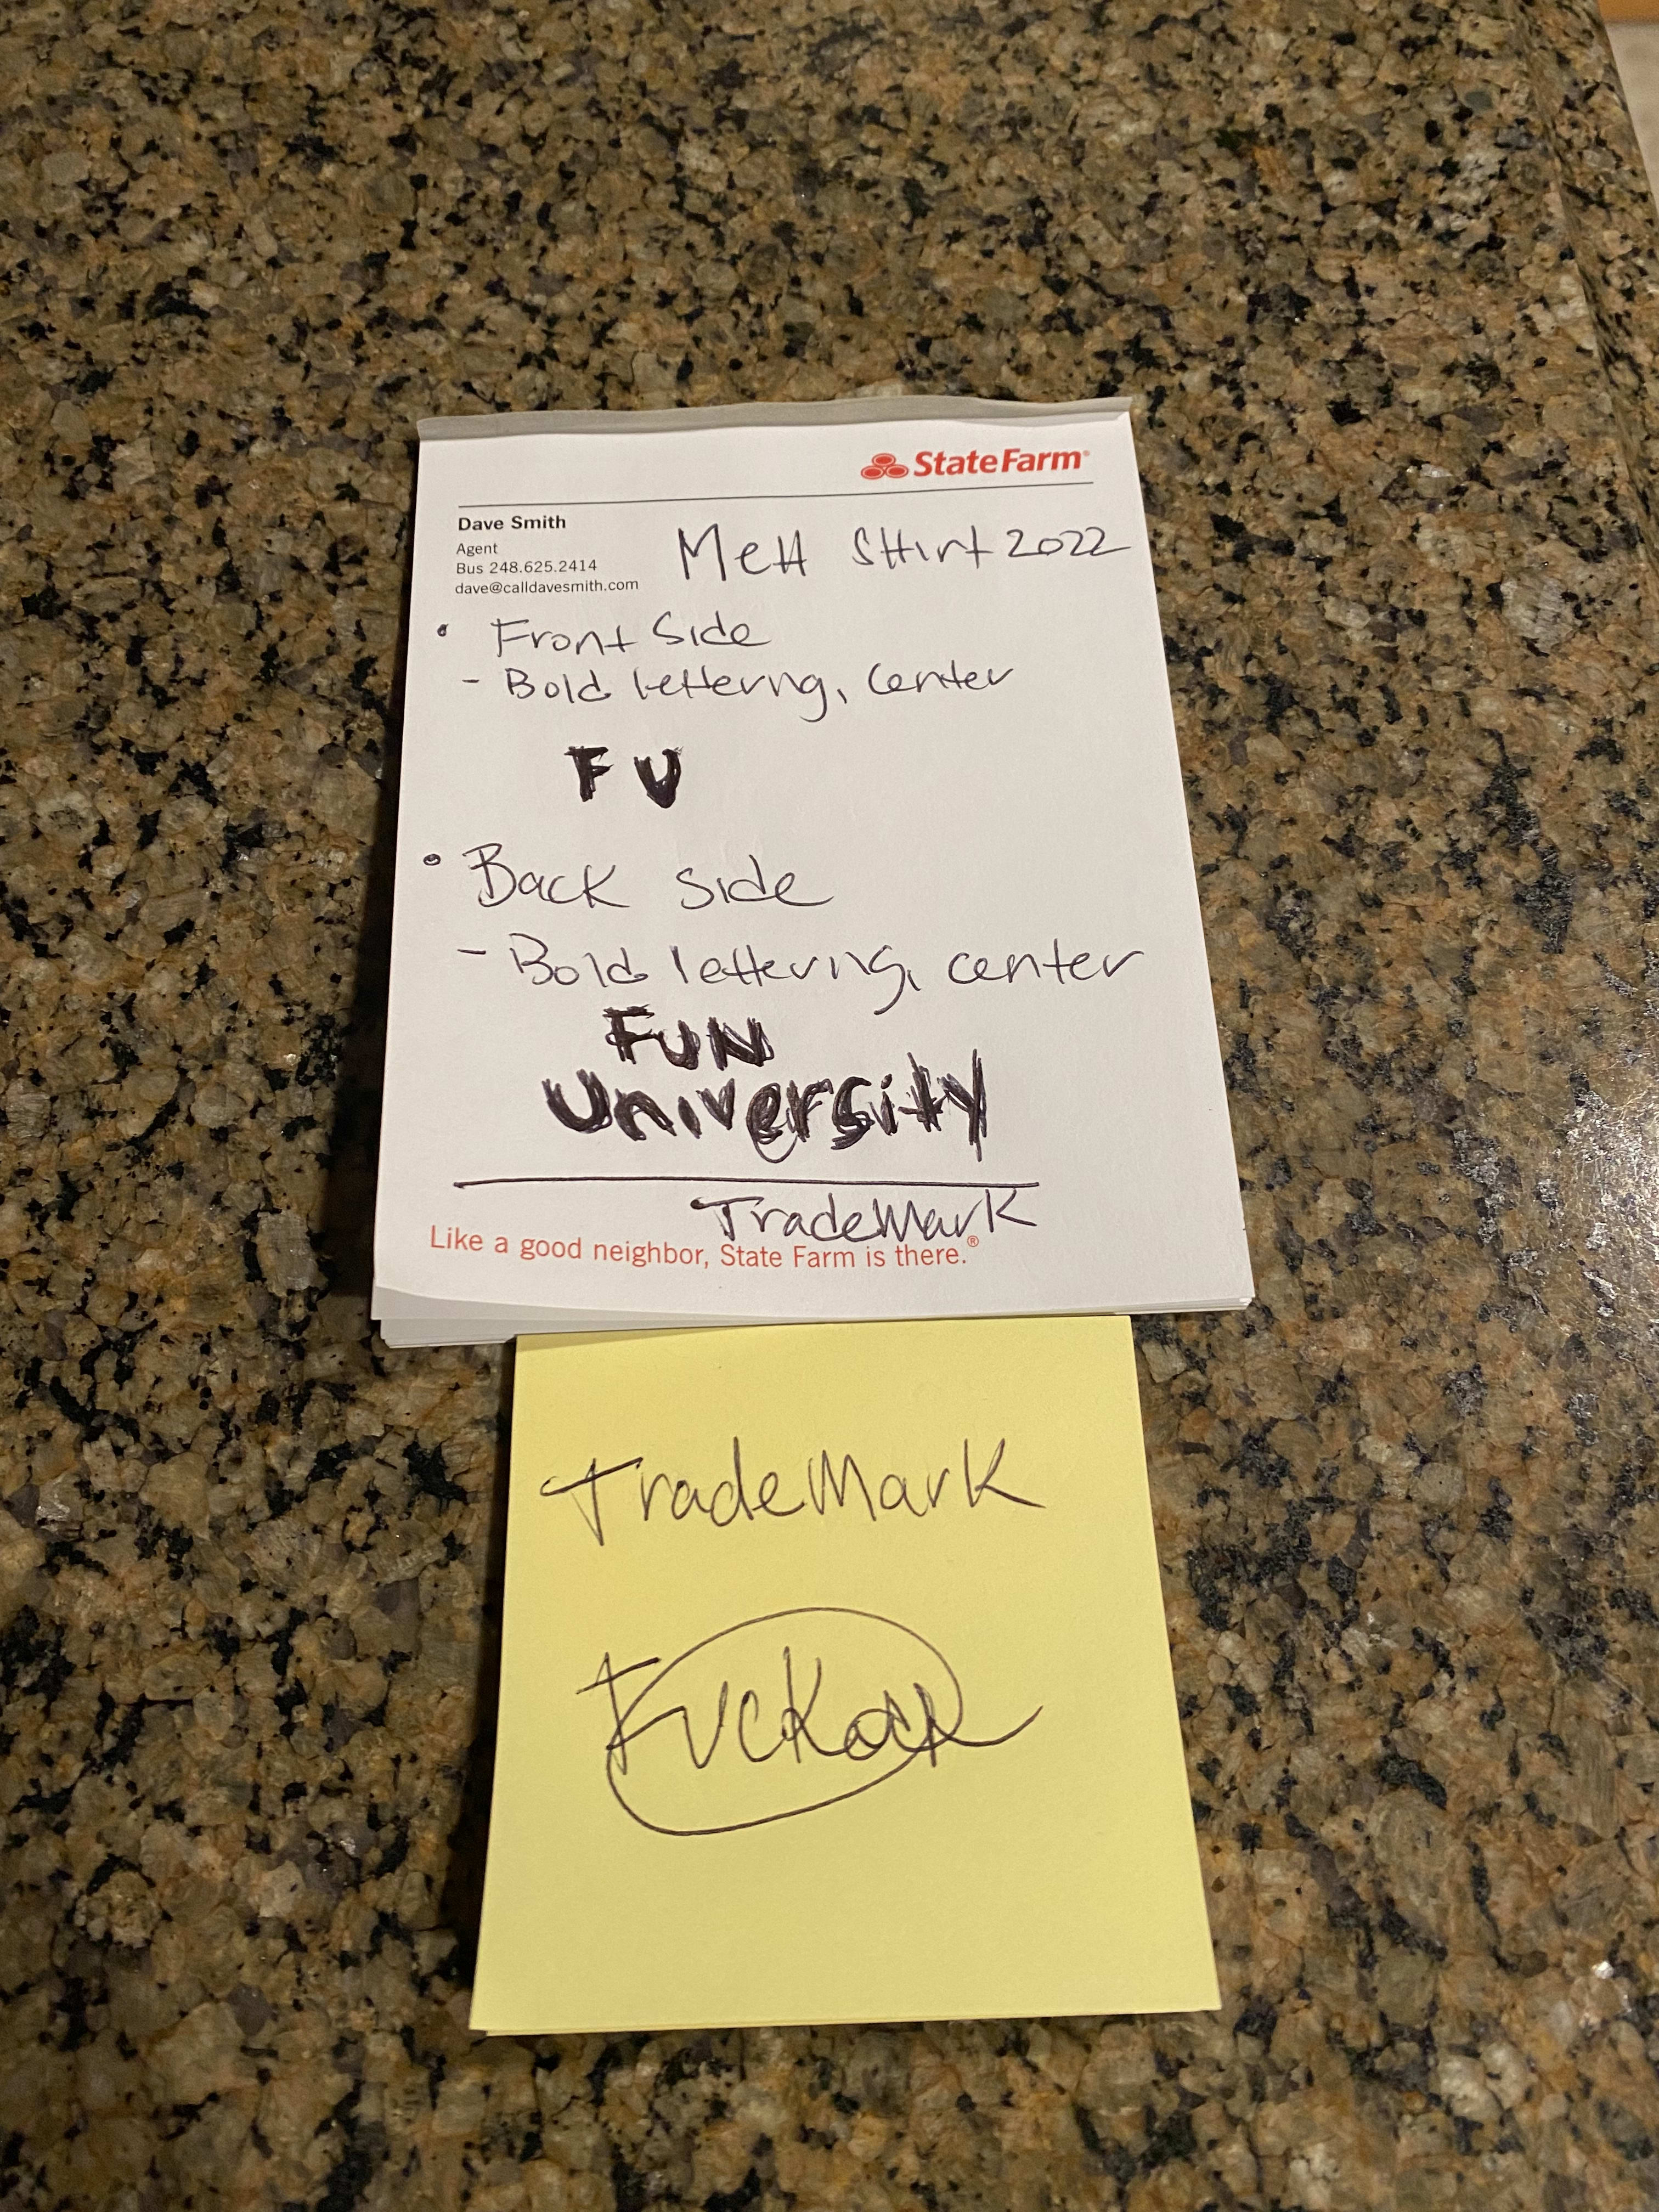 StateFarm®
Dave Smith
Agent
Bus 248.625.2414
dave@calldavesmith.com
Mett Shirt 2022
• Front Side
- Bold lettering, center
FU
• Back side
- Bold lettering, center
FUN
University
TradeMark
Like a good neighbor, State Farm is there.®
TradeMark